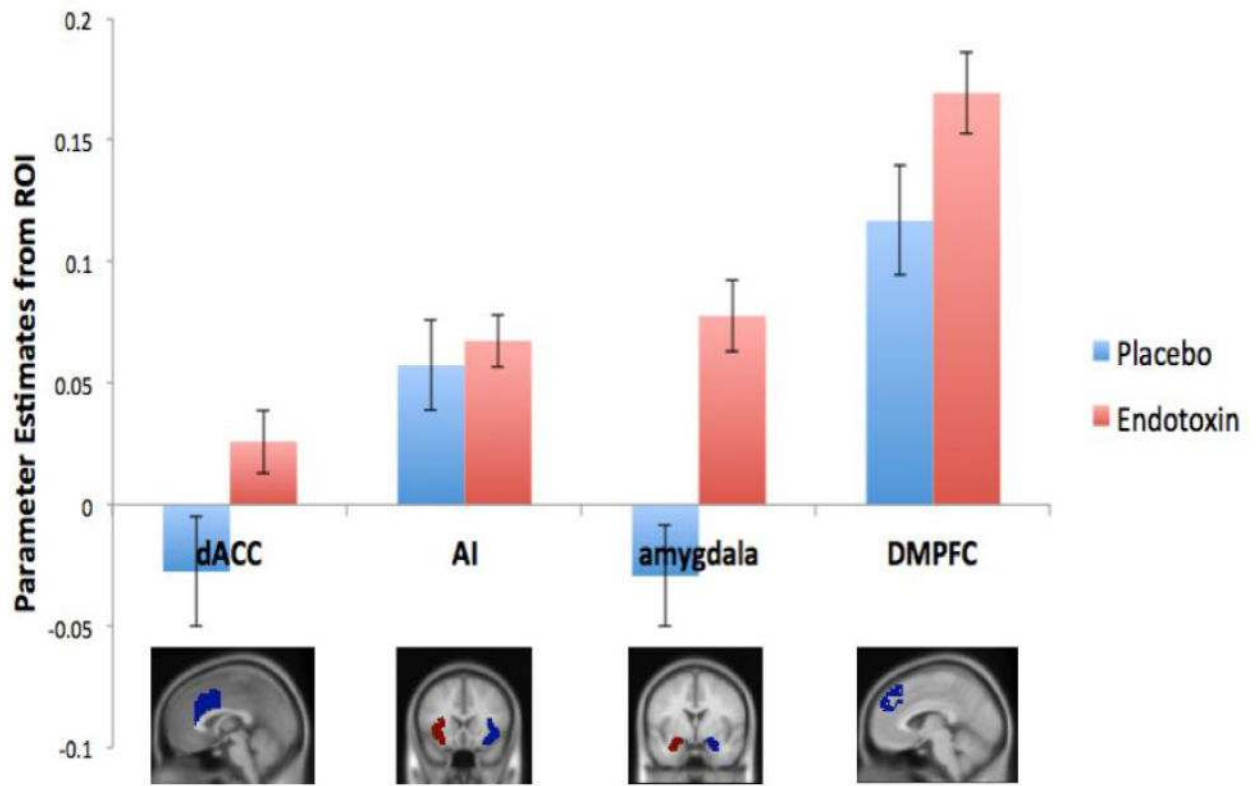 Parameter Estimates from ROI
0.2
0.15
0.1
0.05
0
-0.05
-0.1
dACC
AI
amygdala
DMPFC
Placebo
Endotoxin